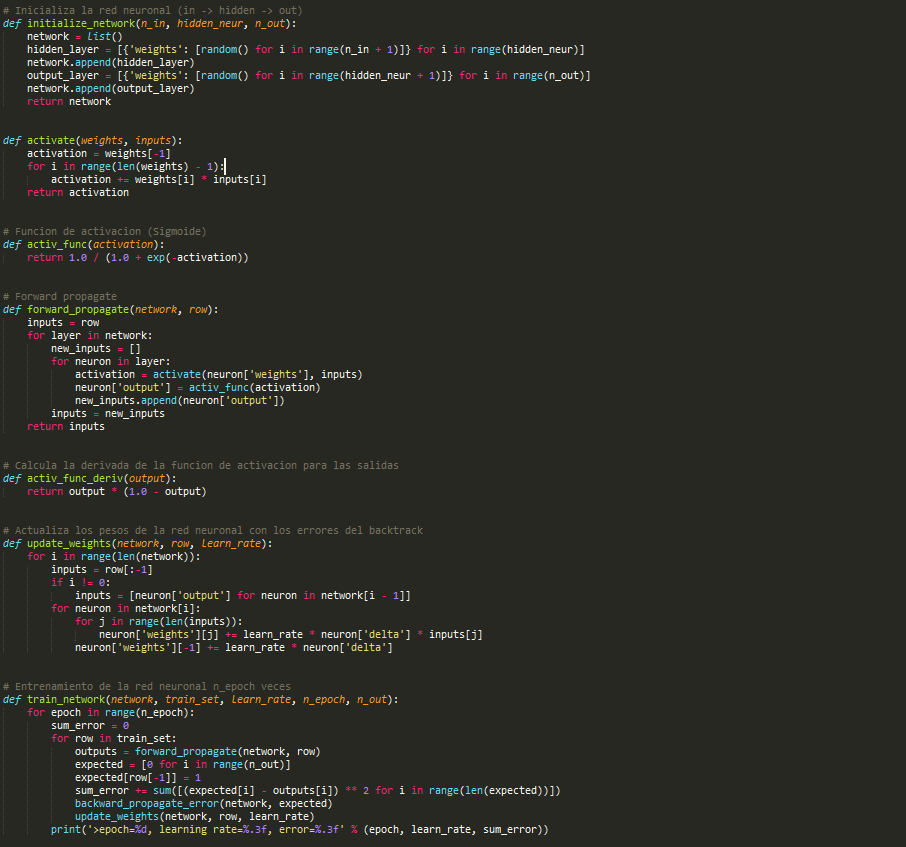 # Inicializa la red neuronal (in -> hidden -> out)
def initialize_network(n_in, hidden_neur, n_out):
    network = list()
    hidden_layer = [{'weights': [random() for i in range(n_in + 1)]} for i in range(hidden_neur)]
    network.append(hidden_layer)
    output_layer = [{'weights': [random() for i in range(hidden_neur + 1)]} for i in range(n_out)]
    network.append(output_layer)
    return network
def activate(weights, inputs):
    activation = weights[-1]
    for i in range(len(weights) - 1):
        activation += weights[i] * inputs[i]
    return activation
# Funcion de activacion (Sigmoide)
def activ_func(activation):
    return 1.0 / (1.0 + exp(-activation))
# Forward propagate
def forward_propagate(network, row):
    inputs = row
    for layer in network:
        new_inputs = []
        for neuron in layer:
            activation = activate(neuron['weights'], inputs)
            neuron['output'] = activ_func(activation)
            new_inputs.append(neuron['output'])
        inputs = new_inputs
    return inputs
# Calcula la derivada de la funcion de activacion para las salidas
def activ_func_deriv(output):
    return output * (1.0 - output)
# Actualiza los pesos de la red neuronal con los errores del backtrack
def update_weights(network, row, learn_rate):
    for i in range(len(network)):
        inputs = row[:-1]
        if i != 0:
            inputs = [neuron['output'] for neuron in network[i - 1]]
        for neuron in network[i]:
            for j in range(len(inputs)):
                neuron['weights'][j] += learn_rate * neuron['delta'] * inputs[j]
            neuron['weights'][-1] += learn_rate * neuron['delta']
# Entrenamiento de la red neuronal n_epoch veces
def train_network(network, train_set, learn_rate, n_epoch, n_out):
    for epoch in range(n_epoch):
        sum_error = 0
        for row in train_set:
            outputs = forward_propagate(network, row)
            expected = [0 for i in range(n_out)]
            expected[row[-1]] = 1
            sum_error += sum([(expected[i] - outputs[i]) ** 2 for i in range(len(expected))])
            backward_propagate_error(network, expected)
            update_weights(network, row, learn_rate)
        print('>epoch=%d, learning rate=%.3f, error=%.3f' % (epoch, learn_rate, sum_error))